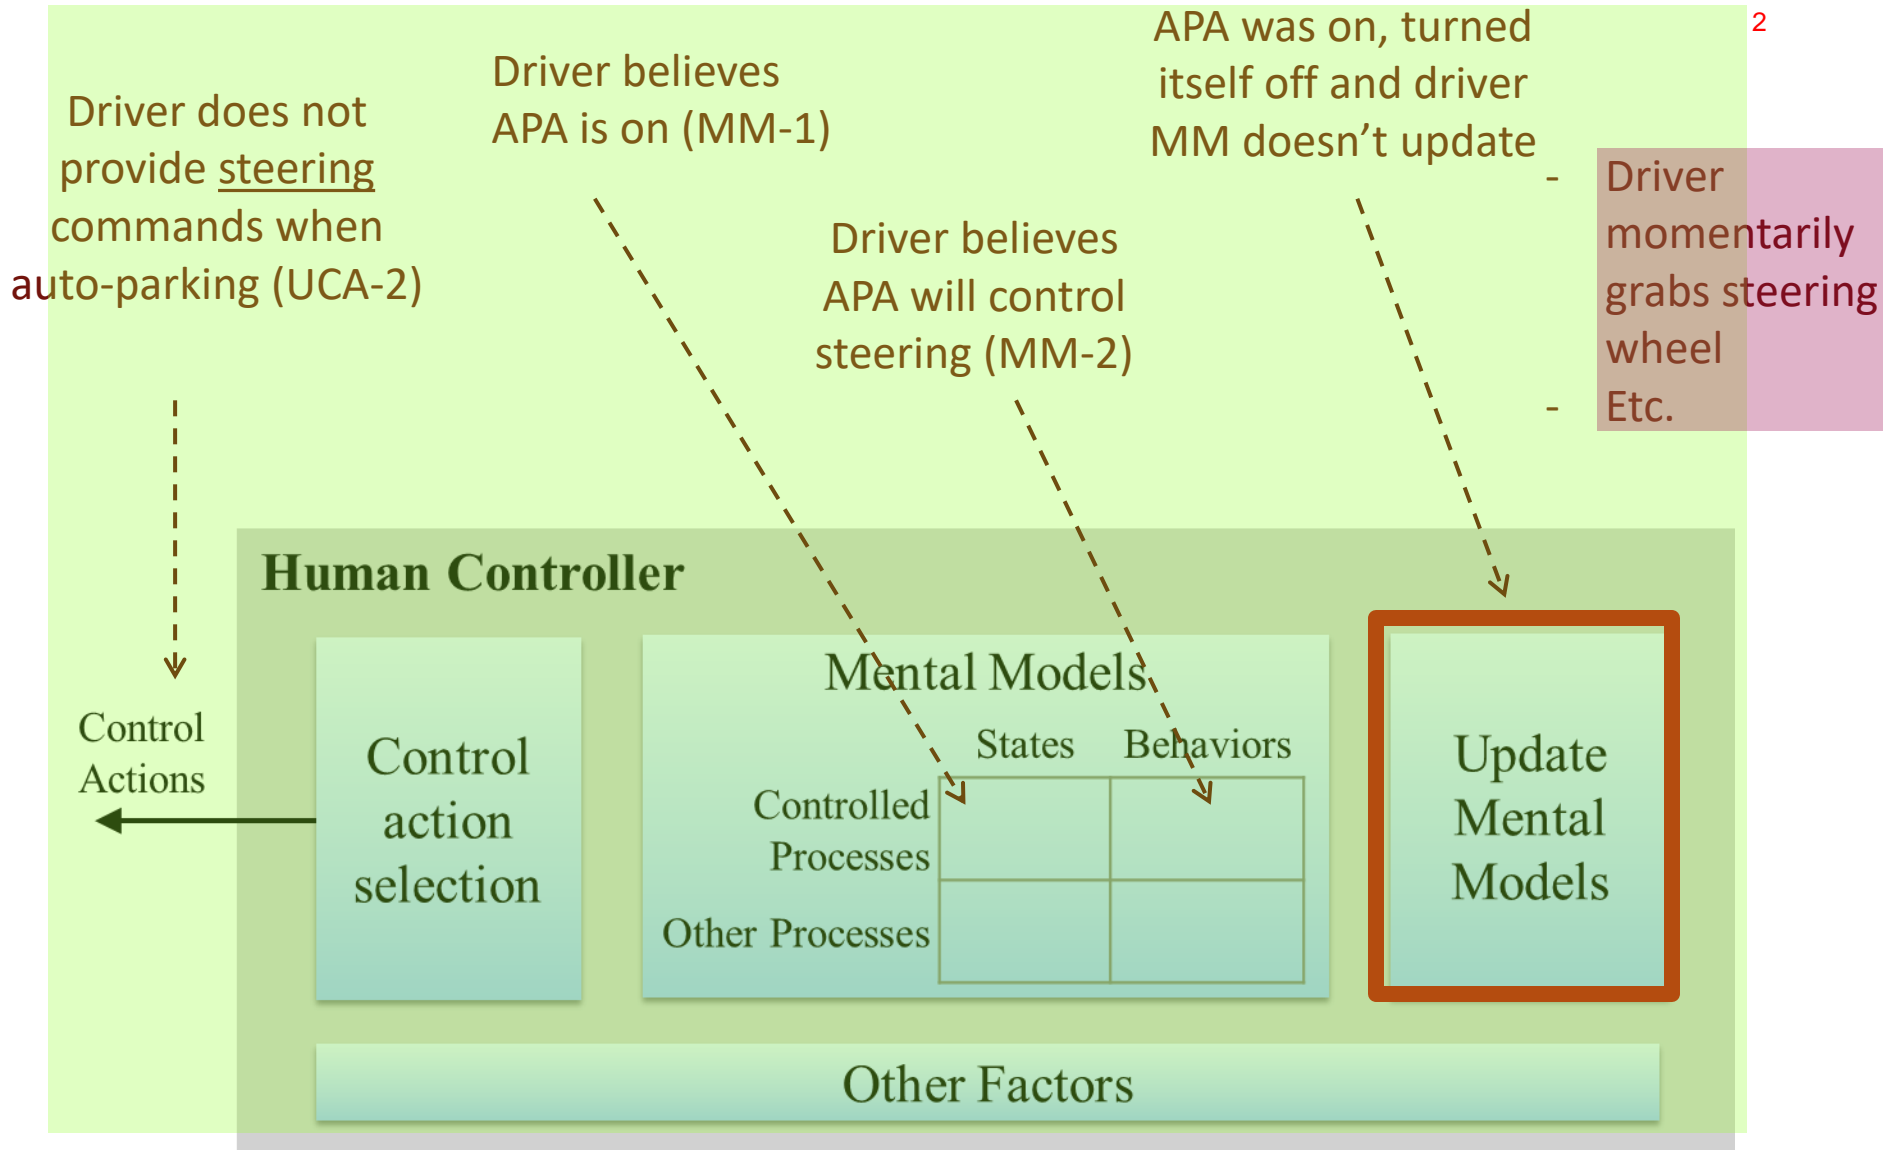 2
Driver does not
provide steering
commands when
auto-parking (UCA-2)
Driver believes
APA is on (MM-1)
Driver believes
APA will control
steering (MM-2)
APA was on, turned
itself off and driver
MM doesn’t update
- Driver
momentarily
grabs steering
wheel
- Etc.
Human Controller
Control
Actions
Control
action
selection
Mental Models
States Behaviors
Controlled
Processes
Other Processes
Update
Mental
Models
Other Factors